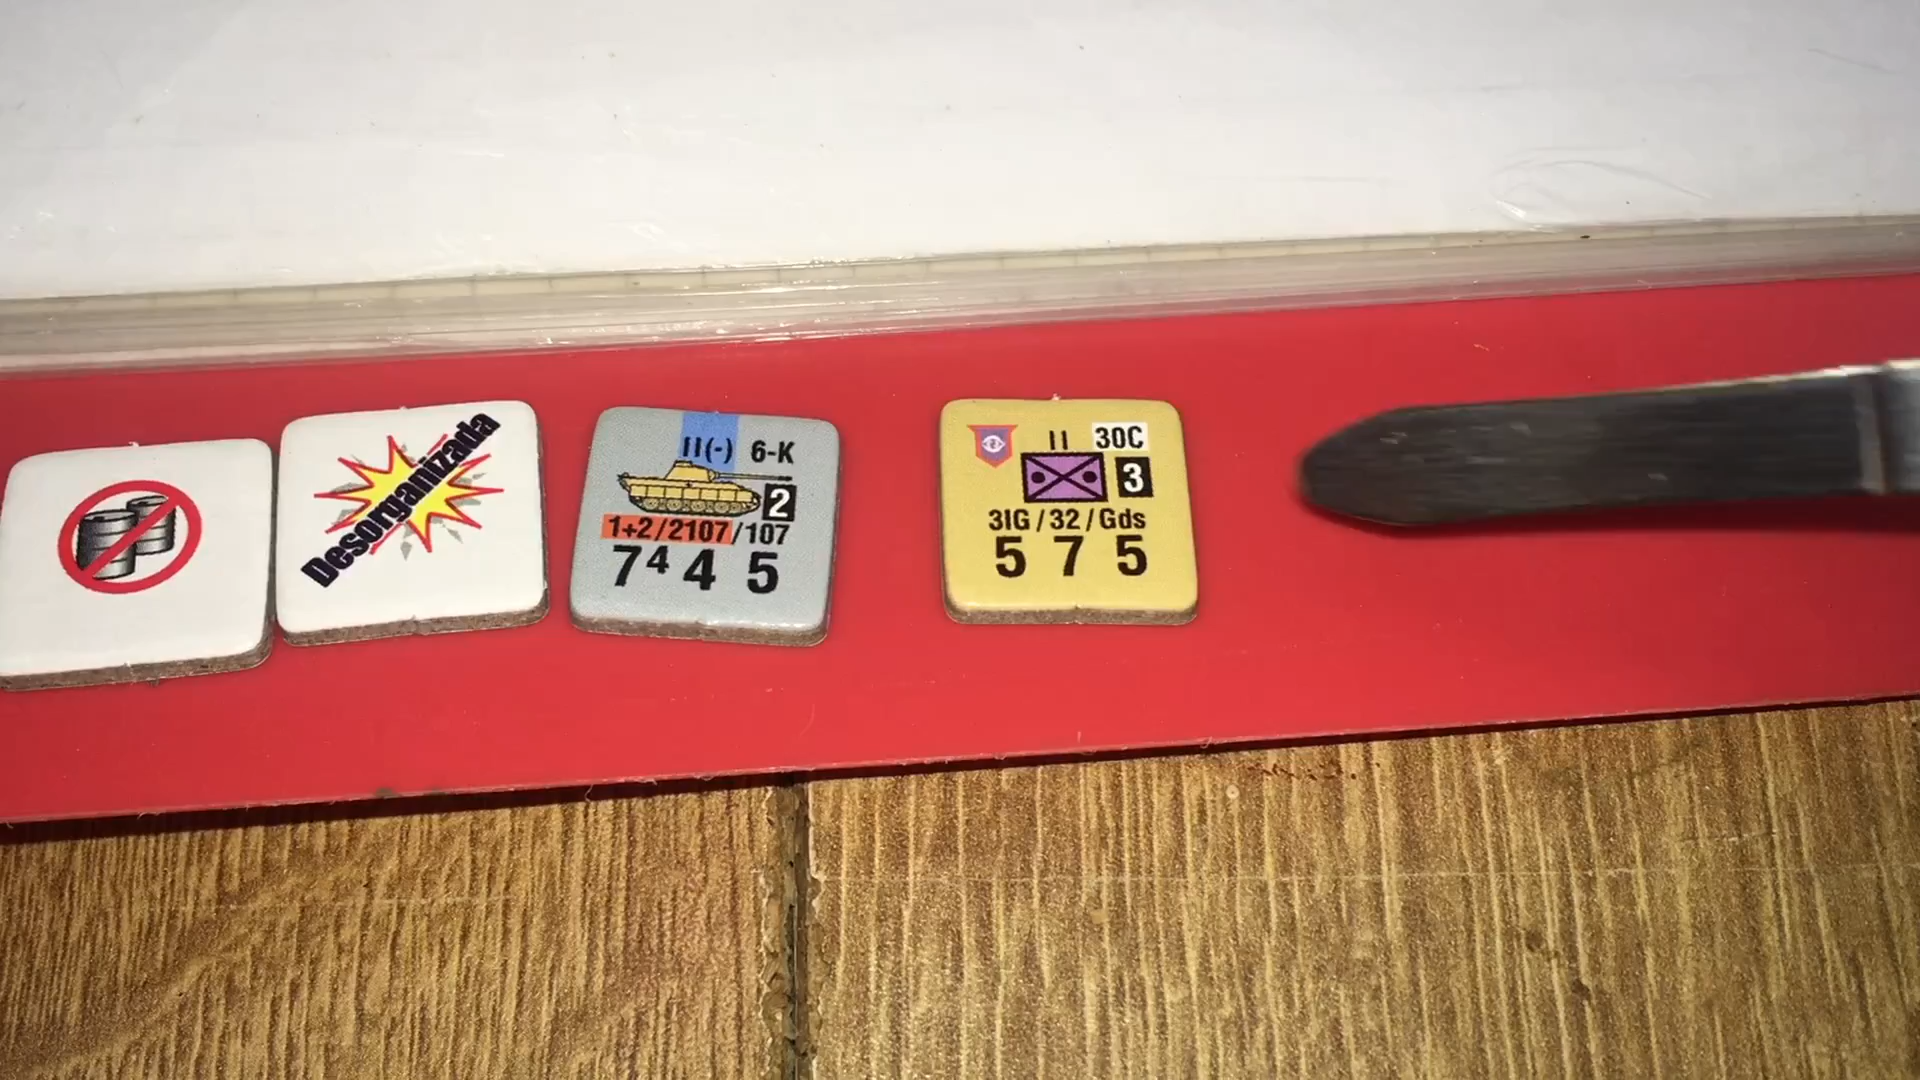 Desorganizada
II(-) 6-K
2
1+2/2107/107
7⁴ 4 5
II 30C
3
3IG/32/Gds
5 7 5